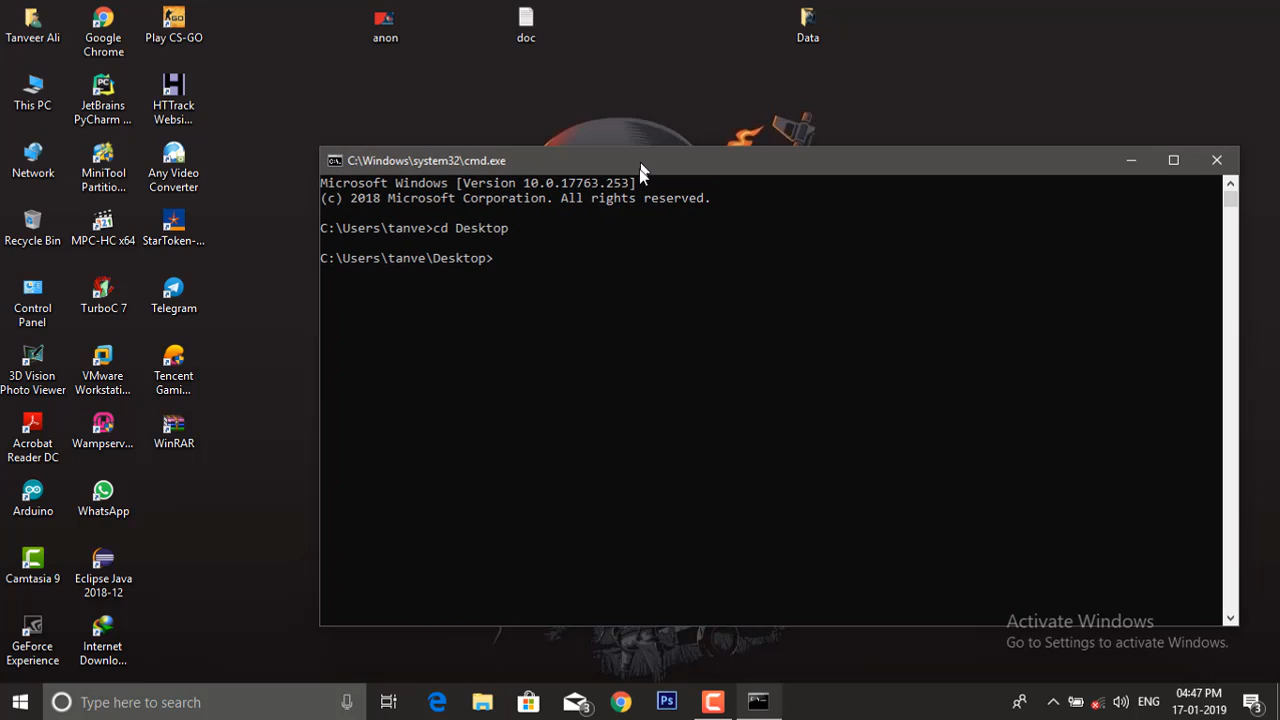 Tanveer Ali
Google
Chrome
Play CS-GO
anon
doc
Data
This PC
JetBrains
PyCharm ...
HTTrack
Websi...
Network
MiniTool
Partitio...
Any Video
Converter
Recycle Bin
MPC-HC x64
StarToken-...
Control
Panel
TurboC 7
Telegram
3D Vision
Photo Viewer
VMware
Workstati...
Tencent
Gami...
Acrobat
Reader DC
Wampserv...
WinRAR
Arduino
WhatsApp
Camtasia 9
Eclipse Java
2018-12
GeForce
Experience
Internet
Downlo...
C:\Windows\system32\cmd.exe
Microsoft Windows [Version 10.0.17763.253]
(c) 2018 Microsoft Corporation. All rights reserved.
C:\Users\tanve>cd Desktop
C:\Users\tanve\Desktop>
Activate Windows
Go to Settings to activate Windows.
Type here to search
3
Ps
ENG
04:47 PM
17-01-2019
3